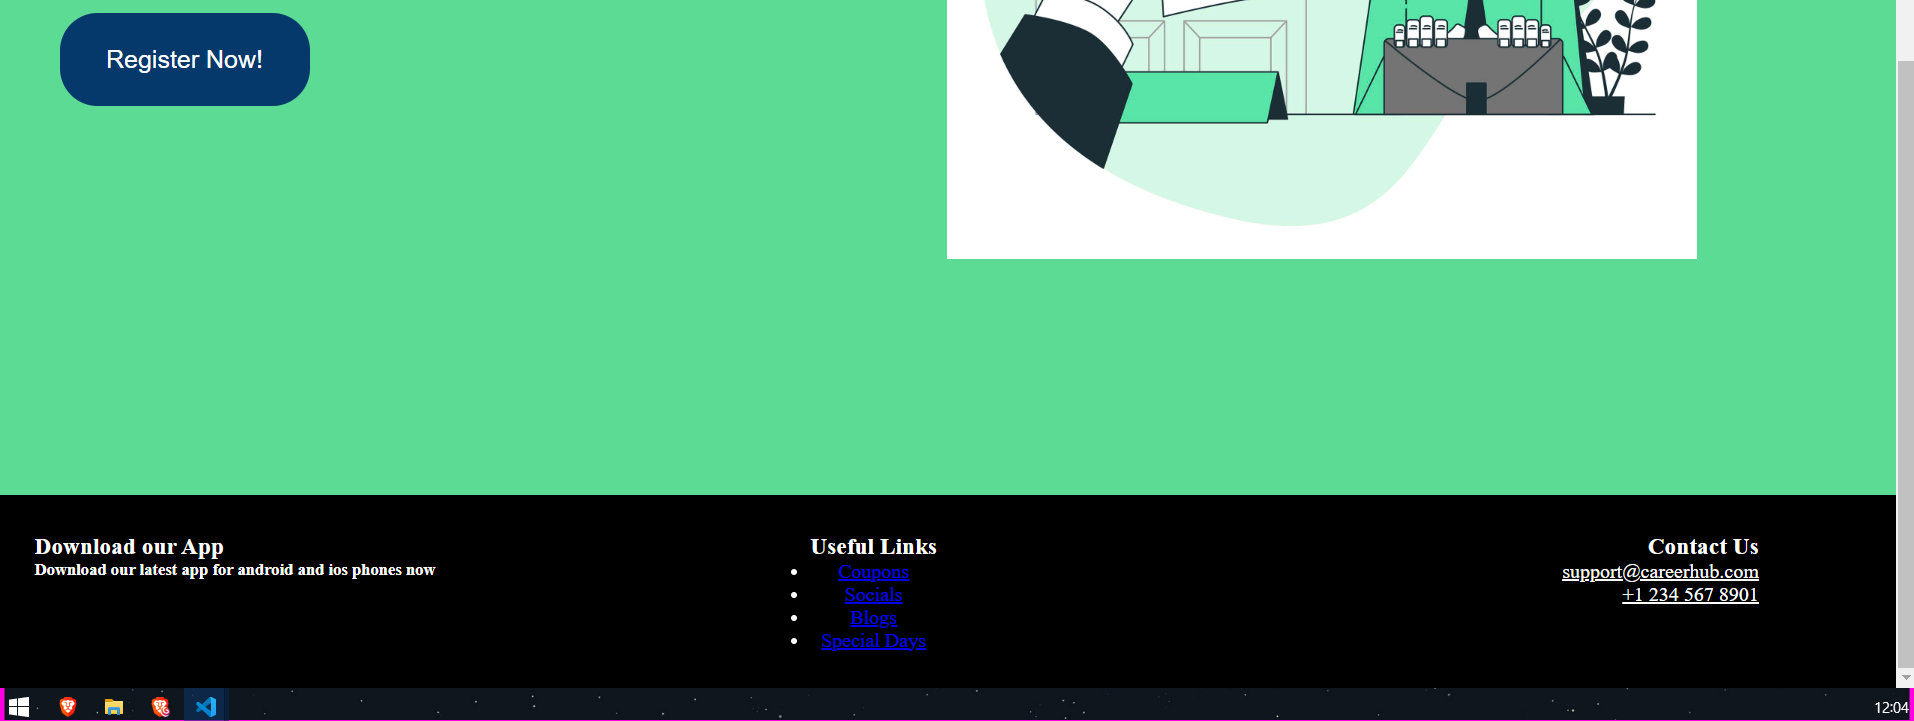 Register Now!
Download our App
Download our latest app for android and ios phones now
Useful Links
Coupons
Socials
Blogs
Special Days
Contact Us
support@careerhub.com
+1 234 567 8901
12:04